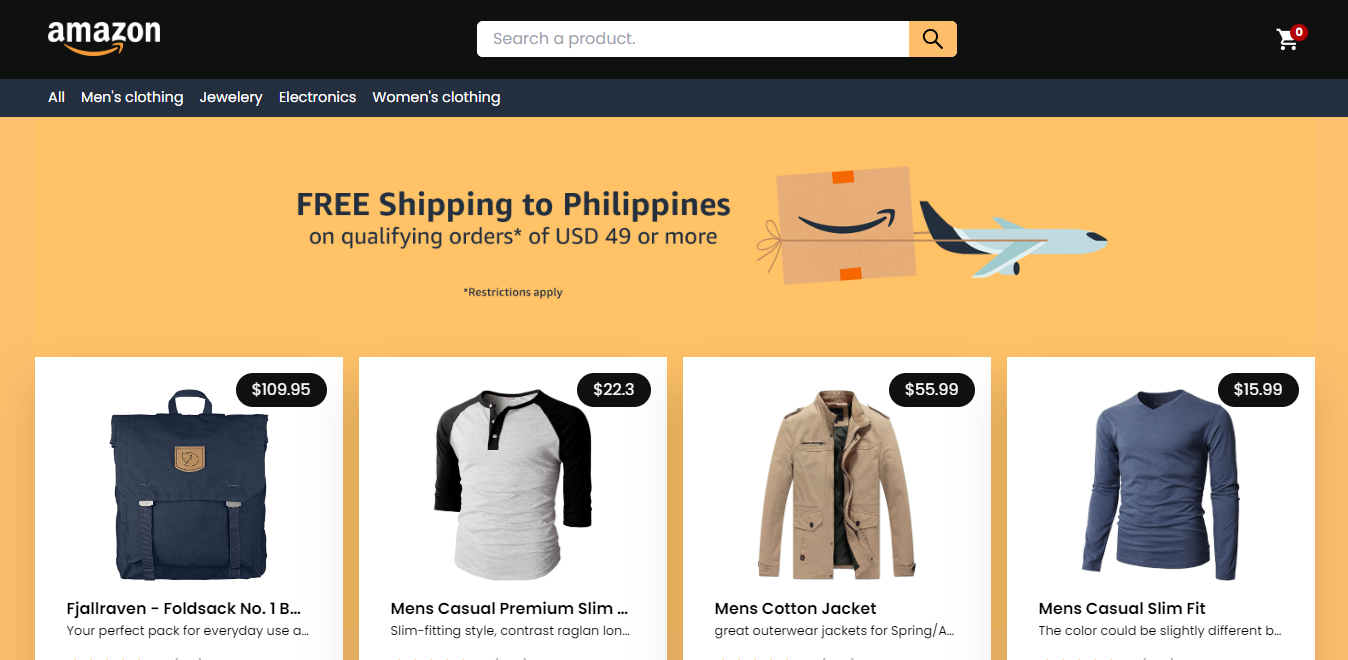 amazon
Search a product.
0
All Men's clothing Jewelery Electronics Women's clothing
FREE Shipping to Philippines
on qualifying orders* of USD 49 or more
*Restrictions apply
$109.95
$22.3
$55.99
$15.99
Fjallraven - Foldsack No. 1 B...
Your perfect pack for everyday use a...
Mens Casual Premium Slim ...
Slim-fitting style, contrast raglan lon...
Mens Cotton Jacket
great outerwear jackets for Spring/A...
Mens Casual Slim Fit
The color could be slightly different b...